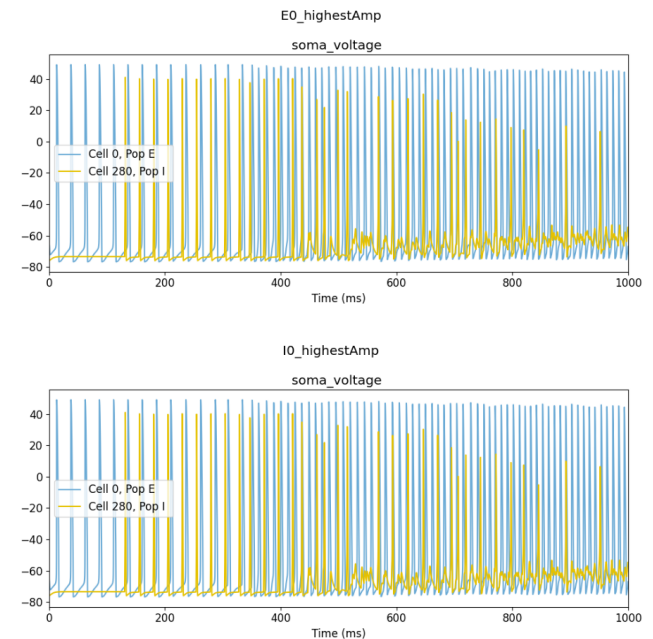 E0_highestAmp
soma_voltage
40
20
0
−20
−40
−60
−80
Cell 0, Pop E
Cell 280, Pop I
0 200 400 600 800 1000
Time (ms)
I0_highestAmp
soma_voltage
40
20
0
−20
−40
−60
−80
Cell 0, Pop E
Cell 280, Pop I
0 200 400 600 800 1000
Time (ms)